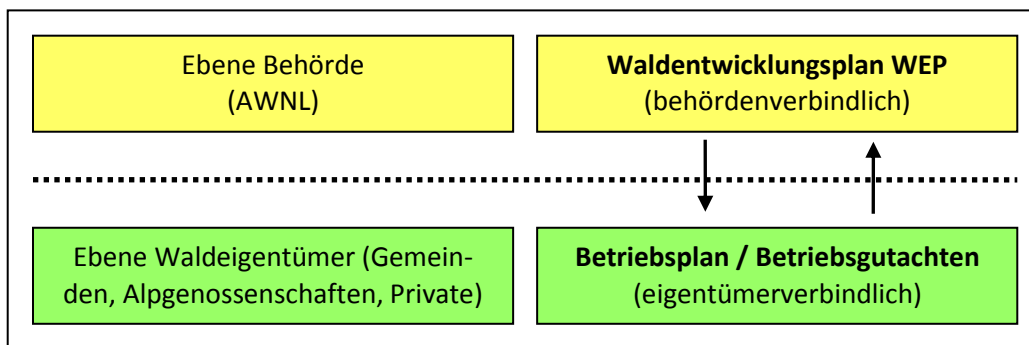 Ebene Behörde
(AWNL)
Waldentwicklungsplan WEP
(behördenverbindlich)
Ebene Waldeigentümer (Gemein-
den, Alpgenossenschaften, Private)
Betriebsplan / Betriebsgutachten
(eigentümerverbindlich)